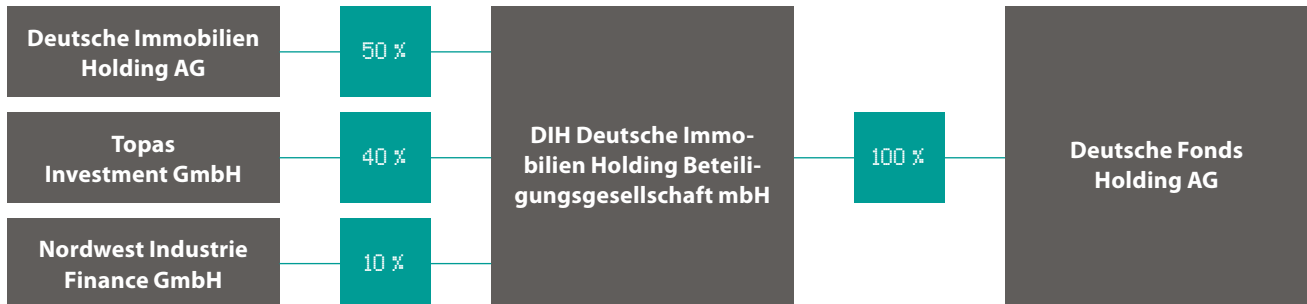 Deutsche Immobilien
Holding AG
50 %
Topas
Investment GmbH
40 %
Nordwest Industrie
Finance GmbH
10 %
DIH Deutsche Immo-
bilien Holding Beteili-
gungsgesellschaft mbH
100 %
Deutsche Fonds
Holding AG